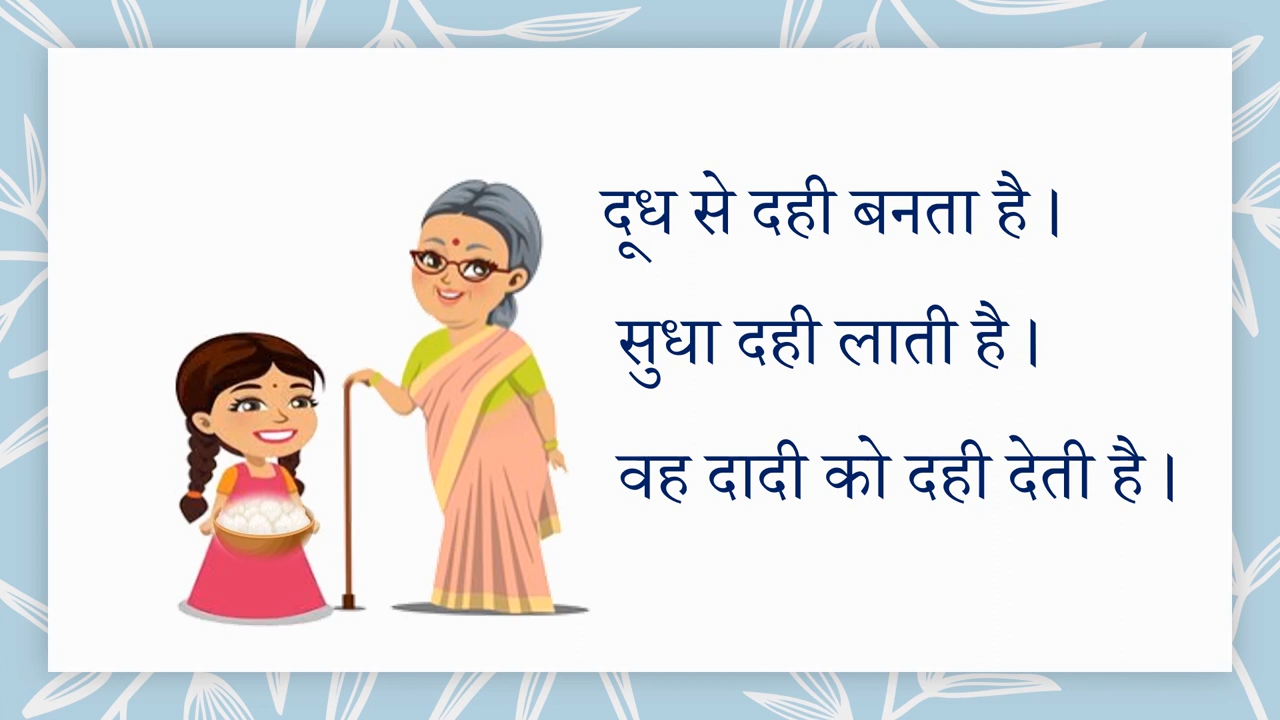 दूध से दही बनता है।
सुधा दही लाती है।
वह दादी को दही देती है।